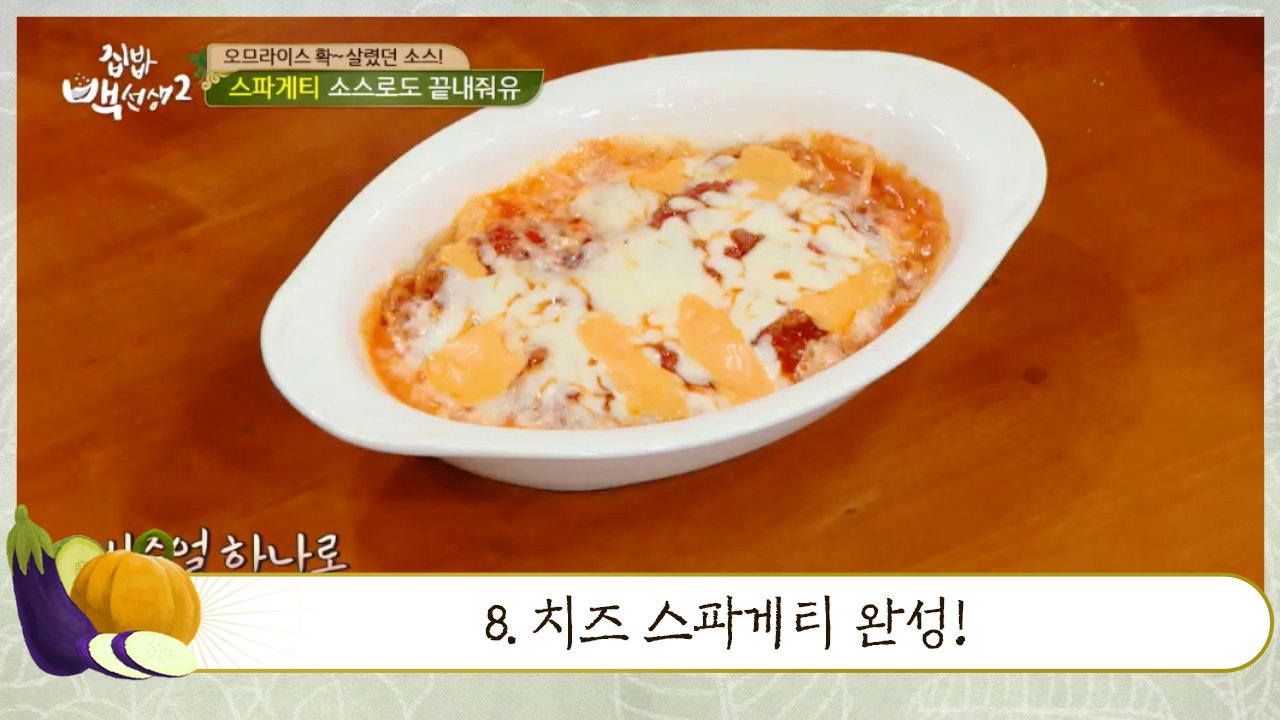 집밥
백선생2
오므라이스 확~ 살렸던 소스!
스파게티 소스로도 끝내줘유
하나로
8. 치즈 스파게티 완성!